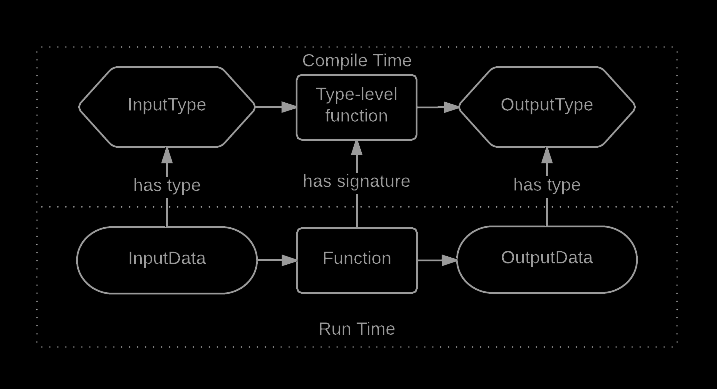 Compile Time
InputType
Type-level
function
OutputType
has type
has signature
has type
InputData
Function
OutputData
Run Time